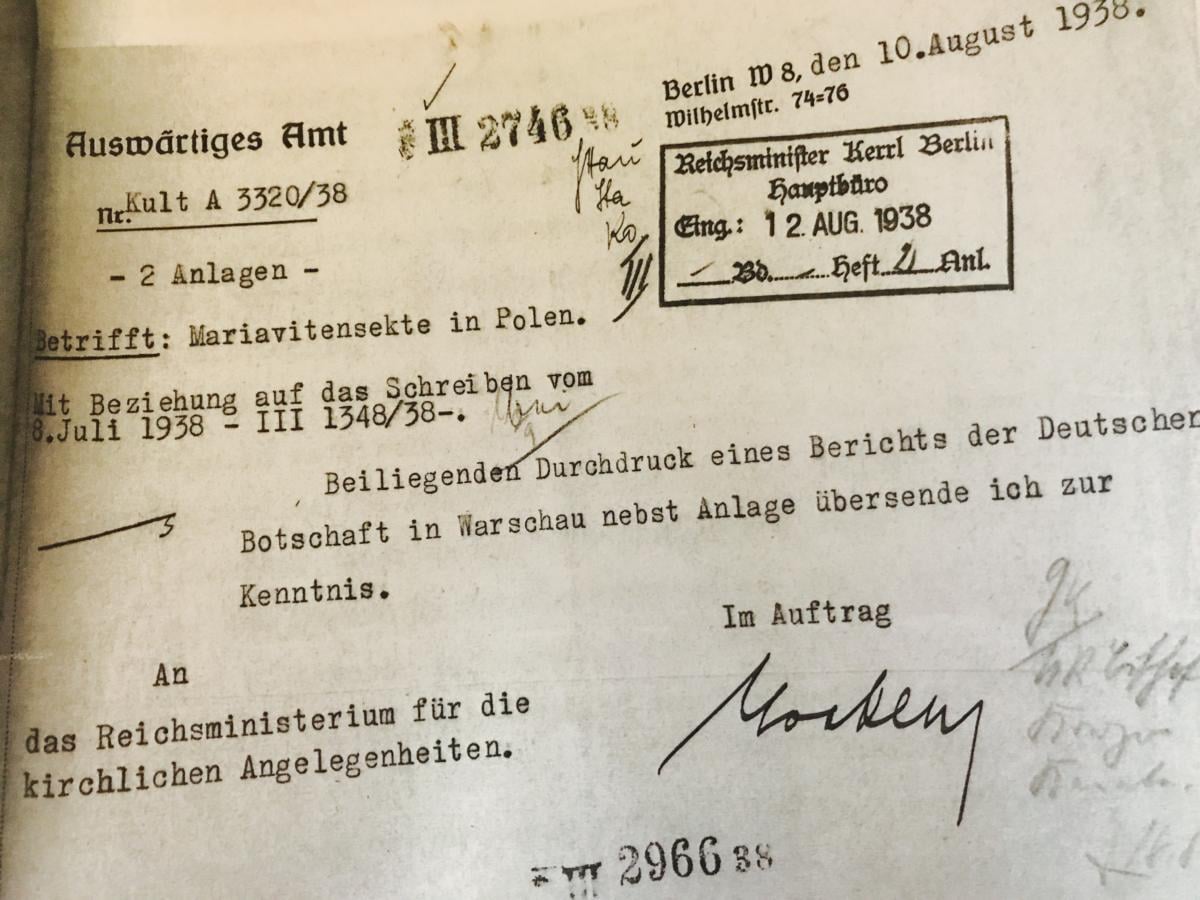 Berlin W 8, den 10.August 1938.
Wilhelmstr. 74=76
Auswärtiges Amt
III 2746 38
Nr. Kult A 3320/38
- 2 Anlagen -
Reichsminister Kerrl Berlin
Hauptbüro
Eing.: 12. AUG. 1938
Bd. Heft 2 Anl.
III
Betrifft: Mariavitensekte in Polen.
Mit Beziehung auf das Schreiben vom
8.Juli 1938 - III 1348/38-.
Beiliegenden Durchdruck eines Berichts der Deutschen
Botschaft in Warschau nebst Anlage übersende ich zur
Kenntnis.
Im Auftrag
An
das Reichsministerium für die
kirchlichen Angelegenheiten.
III 2966 38